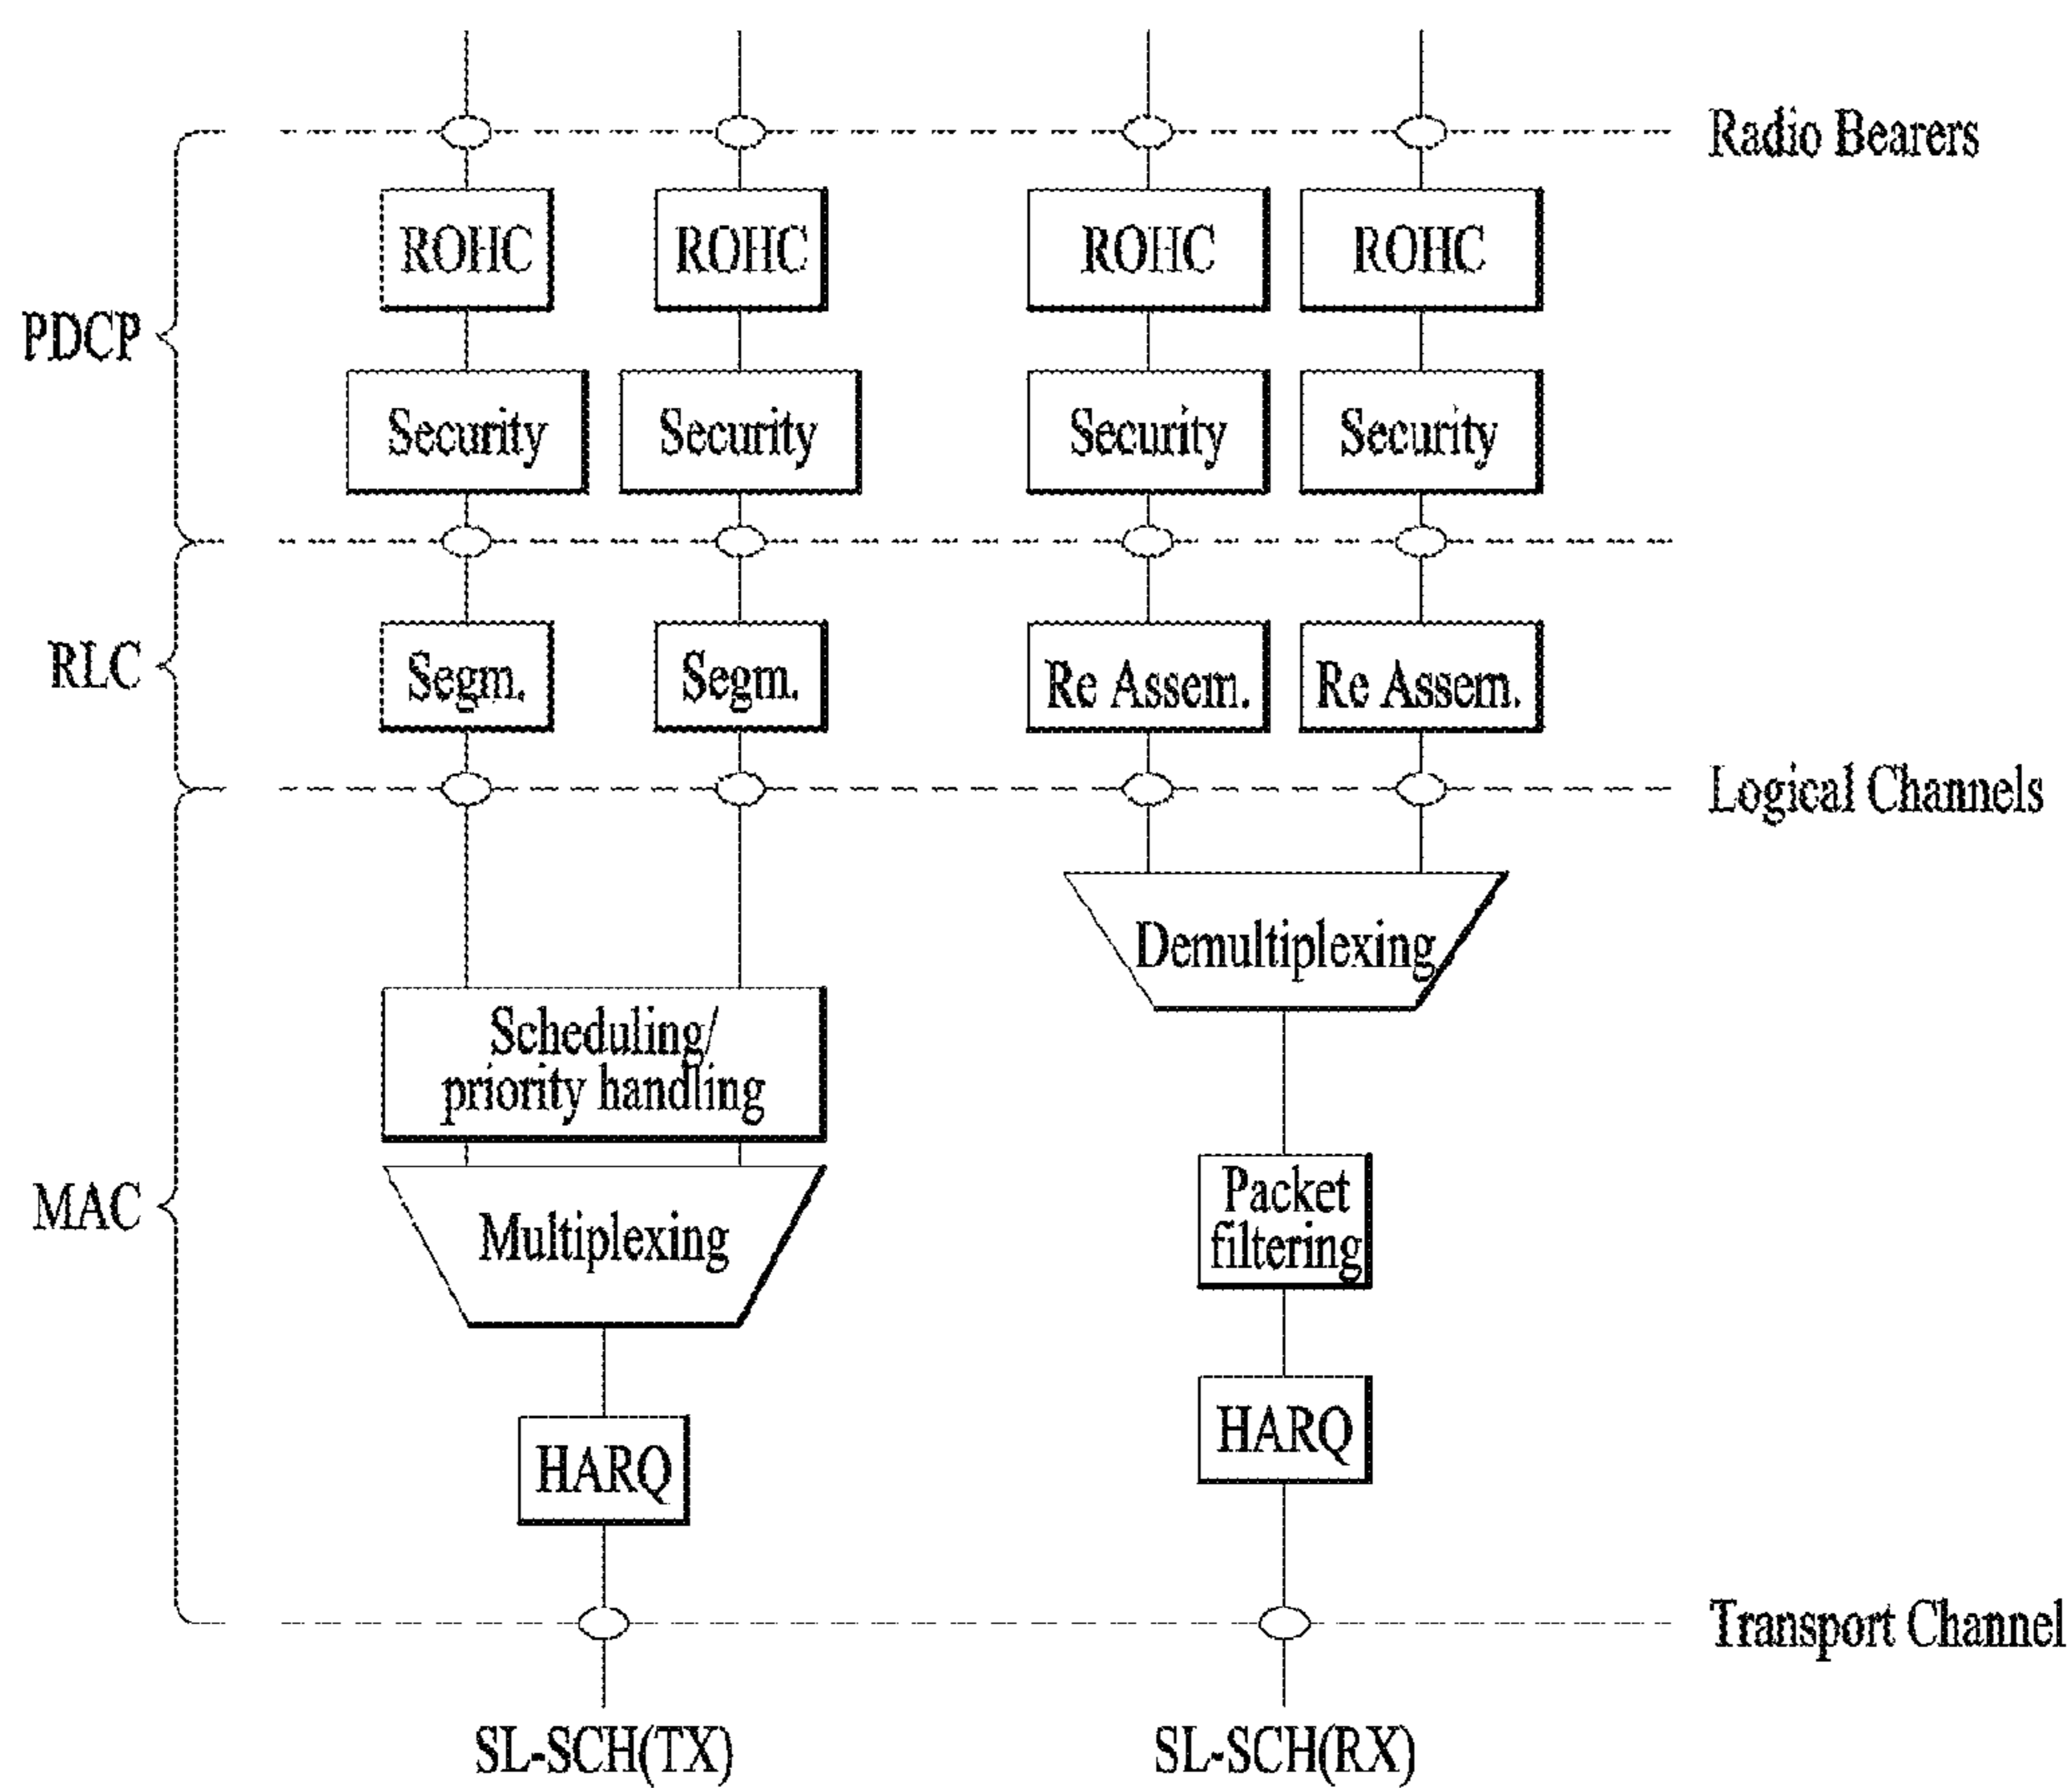 Radio Bearers
ROHC
ROHC
ROHC
ROHC
PDCP
Security
Security
Security
Security
RLC
Segm.
Segm.
Re Assem.
Re Assem.
Logical Channels
Demultiplexing
Scheduling/
priority handling
MAC
Multiplexing
Packet
filtering
HARQ
HARQ
Transport Channel
SL-SCH(TX)
SL-SCH(RX)